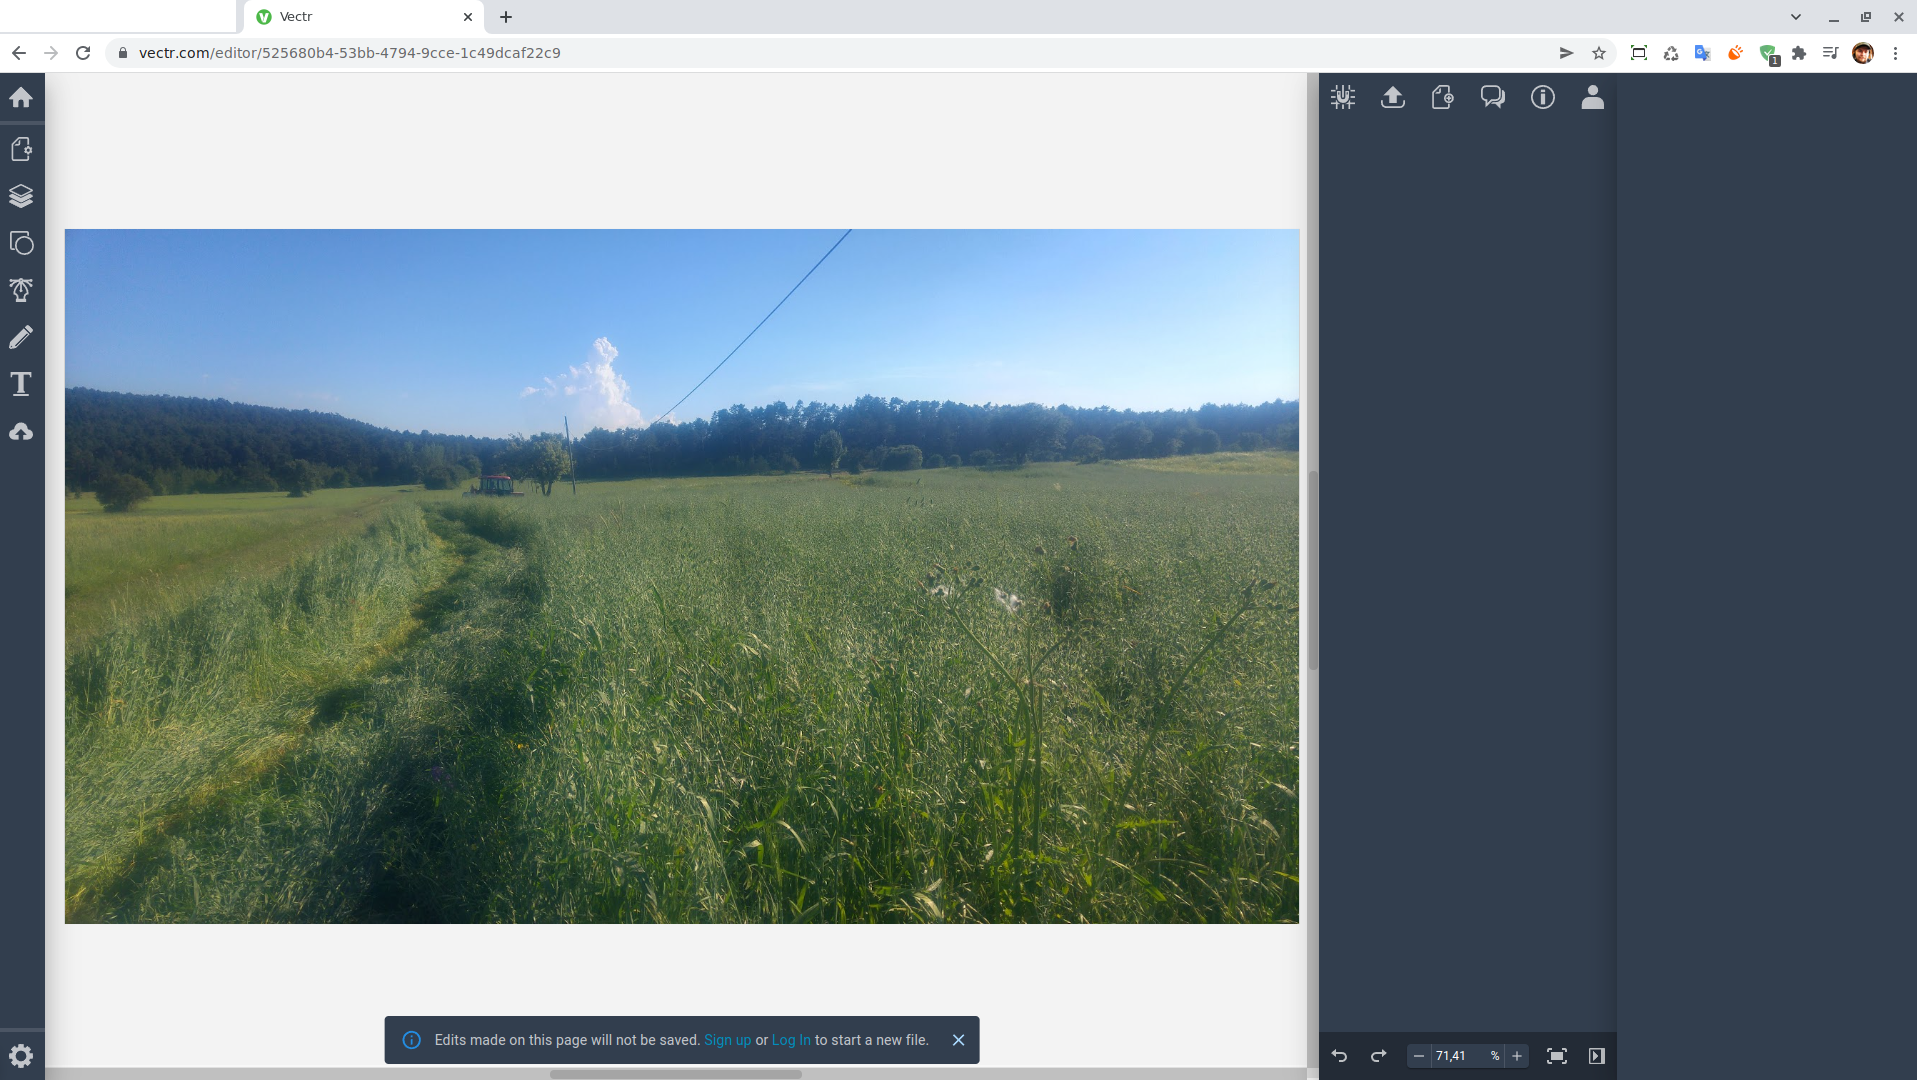 Vectr
vectr.com/editor/525680b4-53bb-4794-9cce-1c49dcaf22c9
1
T
Edits made on this page will not be saved. Sign up or Log In to start a new file.
71,41 %